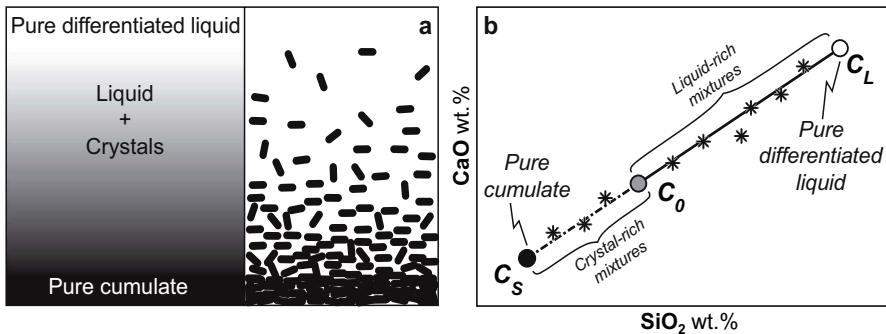 Pure differentiated liquid
Liquid
+
Crystals
Pure cumulate
a
b
CaO wt.%
SiO₂ wt.%
Liquid-rich
mixtures
C_L
Pure
differentiated
liquid
Pure
cumulate
C_0
Crystal-rich
mixtures
C_S